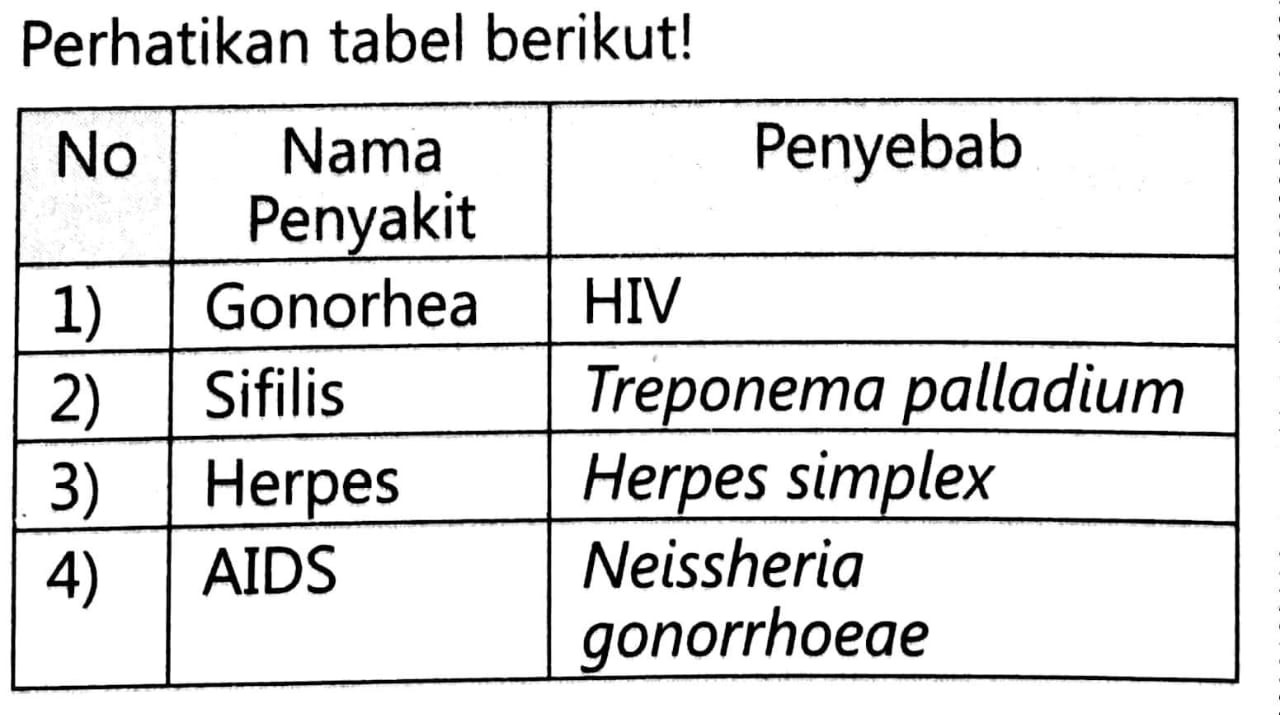 Perhatikan tabel berikut!
No Nama Penyakit Penyebab
1) Gonorhea HIV
2) Sifilis Treponema palladium
3) Herpes Herpes simplex
4) AIDS Neissheria gonorrhoeae